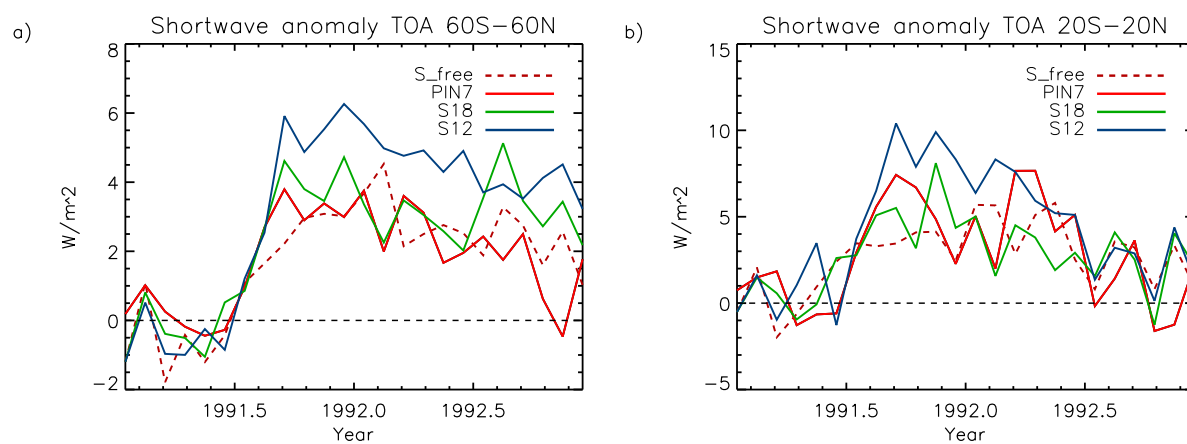 a)
Shortwave anomaly TOA 60S−60N
8
6
4
2
0
−2
W/m^2
S_free
PIN7
S18
S12
1991.5
1992.0
1992.5
Year
b)
Shortwave anomaly TOA 20S−20N
15
10
5
0
−5
W/m^2
S_free
PIN7
S18
S12
1991.5
1992.0
1992.5
Year